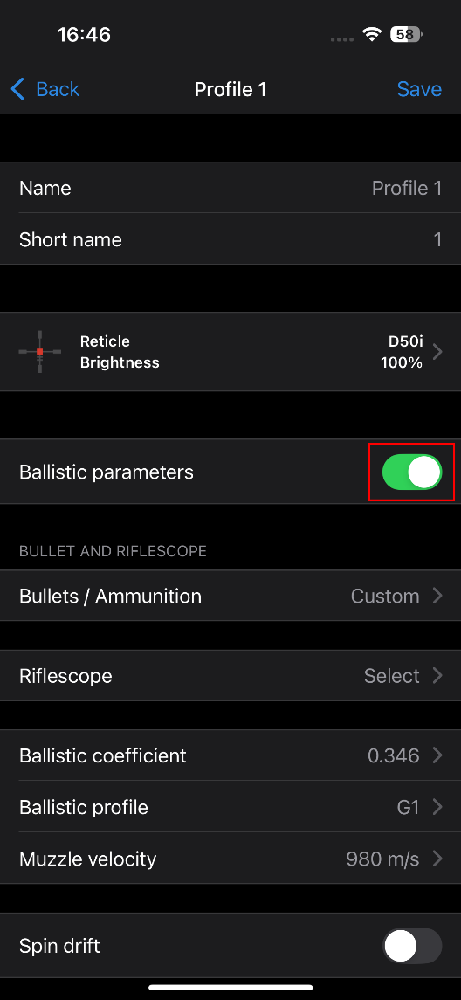 16:46
58
Back
Profile 1
Save
Name
Profile 1
Short name
1
Reticle
D50i
Brightness
100%
Ballistic parameters
BULLET AND RIFLESCOPE
Bullets / Ammunition
Custom
Riflescope
Select
Ballistic coefficient
0.346
Ballistic profile
G1
Muzzle velocity
980 m/s
Spin drift